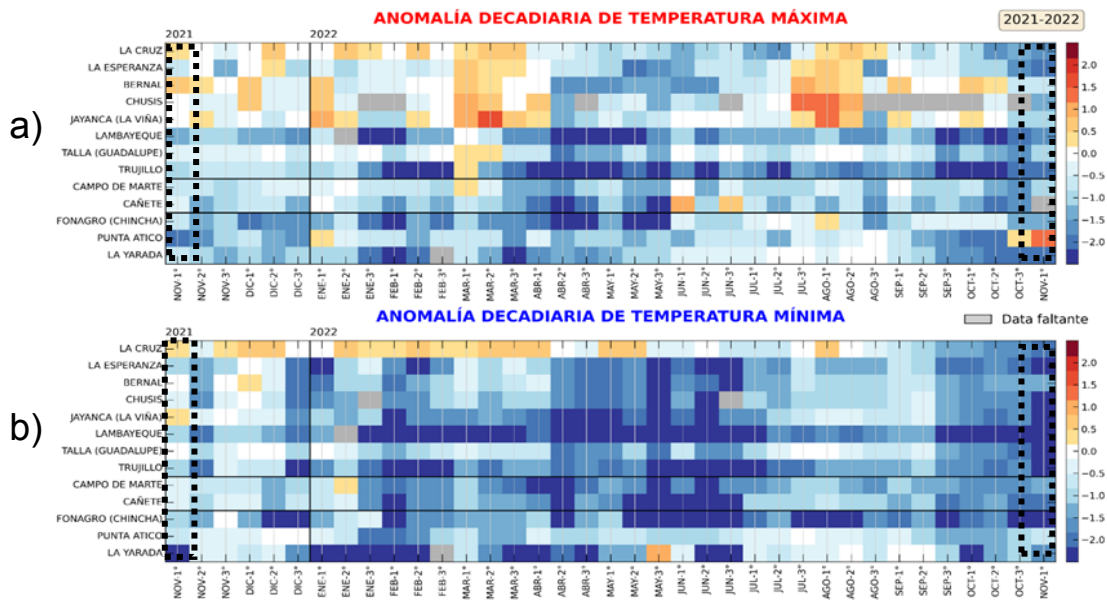 ANOMALÍA DECADIARIA DE TEMPERATURA MÁXIMA
2021-2022
2021
2022
a)
LA CRUZ
LA ESPERANZA
BERNAL
CHUSIS
JAYANCA (LA VIÑA)
LAMBAYEQUE
TALLA (GUADALUPE)
TRUJILLO
CAMPO DE MARTE
CAÑETE
FONAGRO (CHINCHA)
PUNTA ATICO
LA YARADA
2.0
1.5
1.0
0.5
0.0
−0.5
−1.0
−1.5
−2.0
NOV-1°
NOV-2°
NOV-3°
DIC-1°
DIC-2°
DIC-3°
ENE-1°
ENE-2°
ENE-3°
FEB-1°
FEB-2°
FEB-3°
MAR-1°
MAR-2°
MAR-3°
ABR-1°
ABR-2°
ABR-3°
MAY-1°
MAY-2°
MAY-3°
JUN-1°
JUN-2°
JUN-3°
JUL-1°
JUL-2°
JUL-3°
AGO-1°
AGO-2°
AGO-3°
SEP-1°
SEP-2°
SEP-3°
OCT-1°
OCT-2°
OCT-3°
NOV-1°
ANOMALÍA DECADIARIA DE TEMPERATURA MÍNIMA
Data faltante
2021
2022
b)
LA CRUZ
LA ESPERANZA
BERNAL
CHUSIS
JAYANCA (LA VIÑA)
LAMBAYEQUE
TALLA (GUADALUPE)
TRUJILLO
CAMPO DE MARTE
CAÑETE
FONAGRO (CHINCHA)
PUNTA ATICO
LA YARADA
2.0
1.5
1.0
0.5
0.0
−0.5
−1.0
−1.5
−2.0
NOV-1°
NOV-2°
NOV-3°
DIC-1°
DIC-2°
DIC-3°
ENE-1°
ENE-2°
ENE-3°
FEB-1°
FEB-2°
FEB-3°
MAR-1°
MAR-2°
MAR-3°
ABR-1°
ABR-2°
ABR-3°
MAY-1°
MAY-2°
MAY-3°
JUN-1°
JUN-2°
JUN-3°
JUL-1°
JUL-2°
JUL-3°
AGO-1°
AGO-2°
AGO-3°
SEP-1°
SEP-2°
SEP-3°
OCT-1°
OCT-2°
OCT-3°
NOV-1°